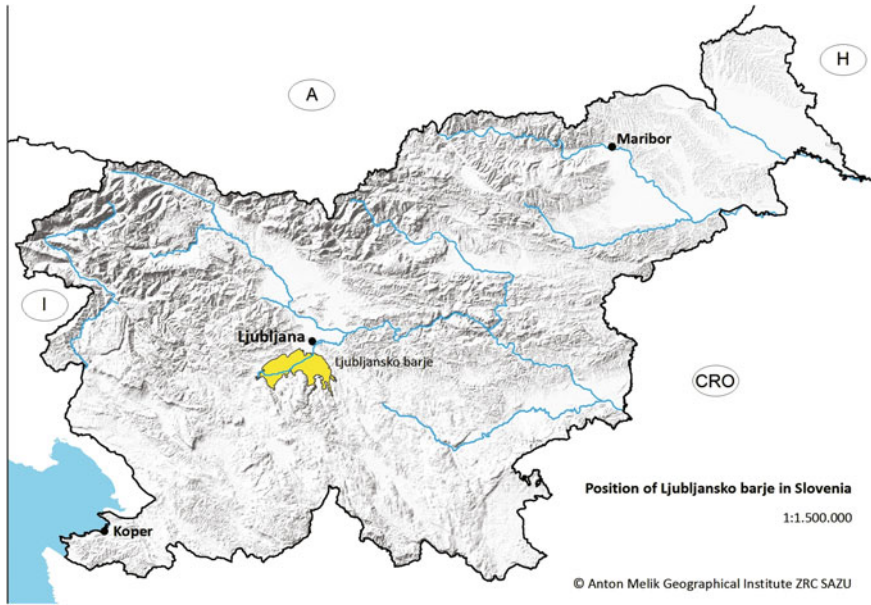 H
A
Maribor
I
Ljubljana
Ljubljansko barje
CRO
Position of Ljubljansko barje in Slovenia
1:1.500.000
Koper
© Anton Melik Geographical Institute ZRC SAZU